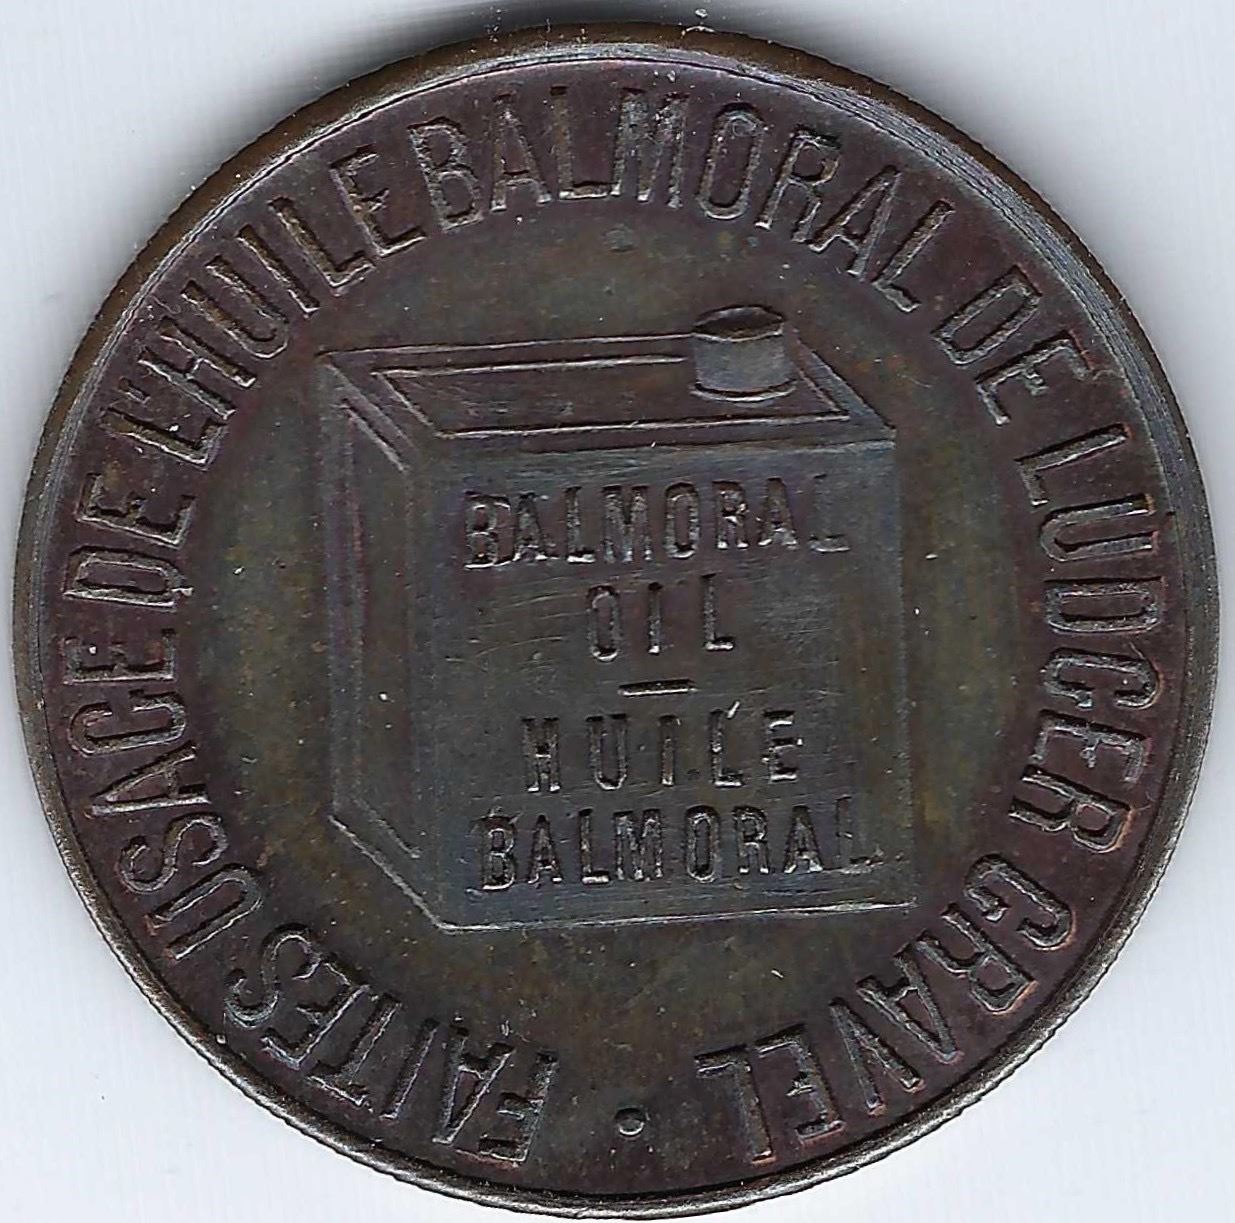 FAITES USAGE DE L'HUILE BALMORAL DE LUDGER GRAVEL •
BALMORAL
OIL
—
HUILE
BALMORAL